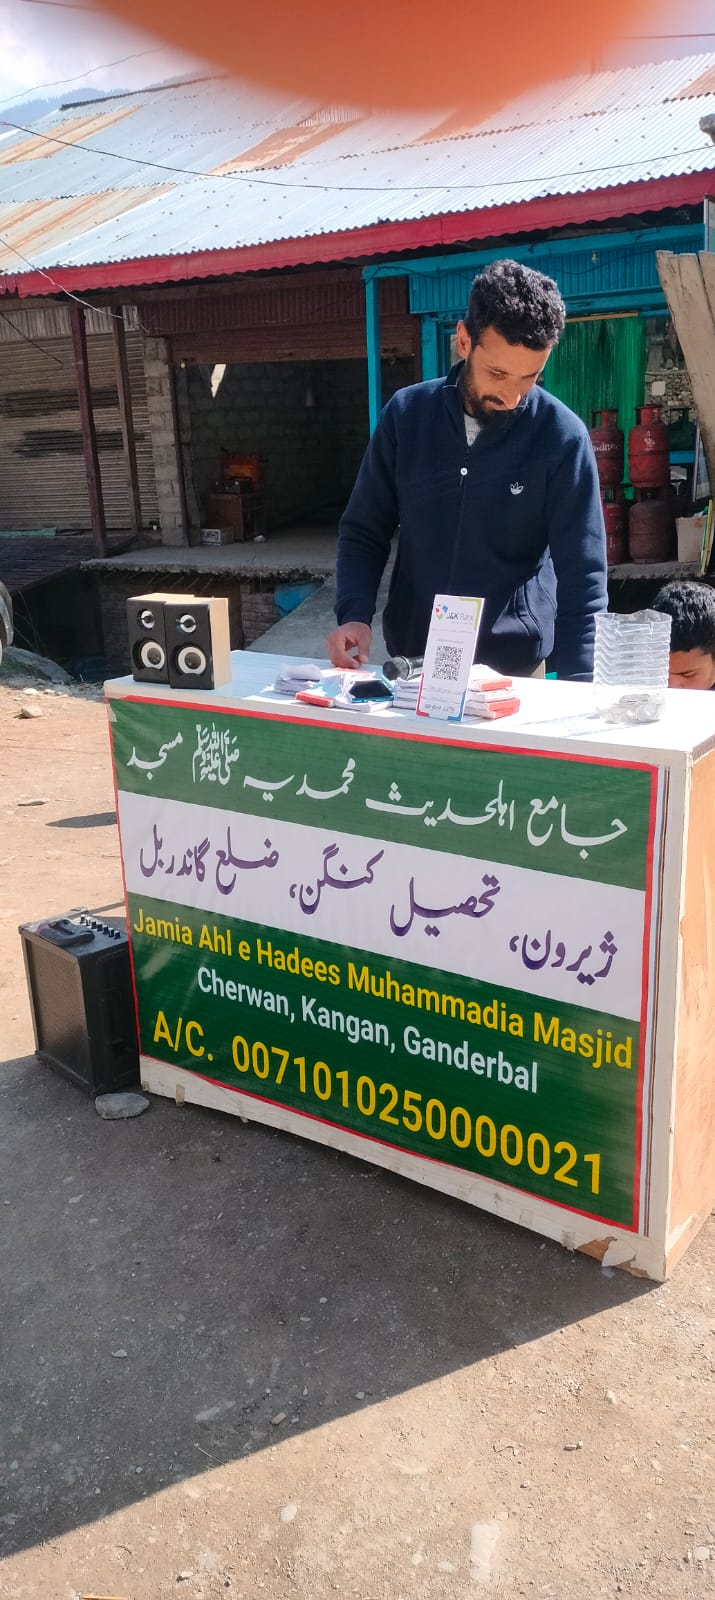 J&K Bank
جامع اہلحدیث محمدیہ ﷺ مسجد
ژیرون، تحصیل کنگن، ضلع گاندربل
Jamia Ahl e Hadees Muhammadia Masjid
Cherwan, Kangan, Ganderbal
A/C. 0071010250000021